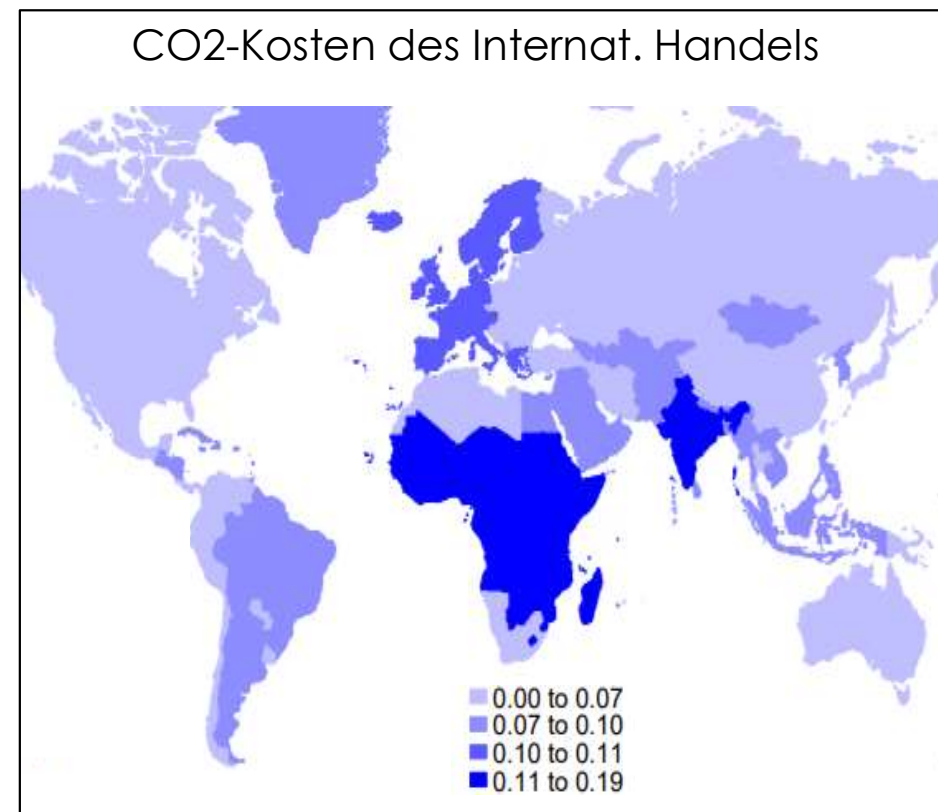 CO2-Kosten des Internat. Handels
0.00 to 0.07
0.07 to 0.10
0.10 to 0.11
0.11 to 0.19